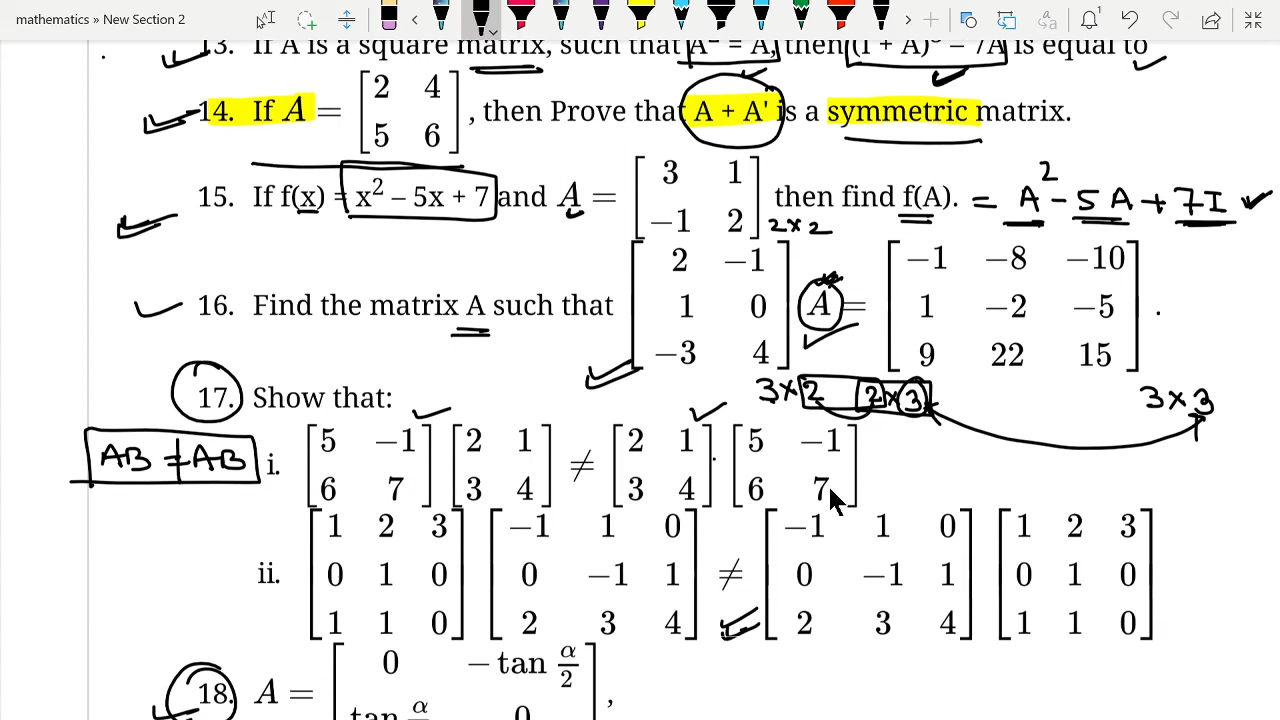 mathematics » New Section 2
13. If A is a square matrix, such that A = A, then (I + A) – 7A is equal to
14. If A = [2 4; 5 6], then Prove that A + A' is a symmetric matrix.
15. If f(x) = x² – 5x + 7 and A = [3 1; −1 2] 2×2 then find f(A). = A² - 5A + 7I
16. Find the matrix A such that [2 −1; 1 0; −3 4] A = [−1 −8 −10; 1 −2 −5; 9 22 15].
3×2 2×3 3×3
17. Show that:
AB ≠ AB i. [5 −1; 6 7] [2 1; 3 4] ≠ [2 1; 3 4] . [5 −1; 6 7]
ii. [1 2 3; 0 1 0; 1 1 0] [−1 1 0; 0 −1 1; 2 3 4] ≠ [−1 1 0; 0 −1 1; 2 3 4] [1 2 3; 0 1 0; 1 1 0]
18. A = [0 −tan α/2; tan α 0],